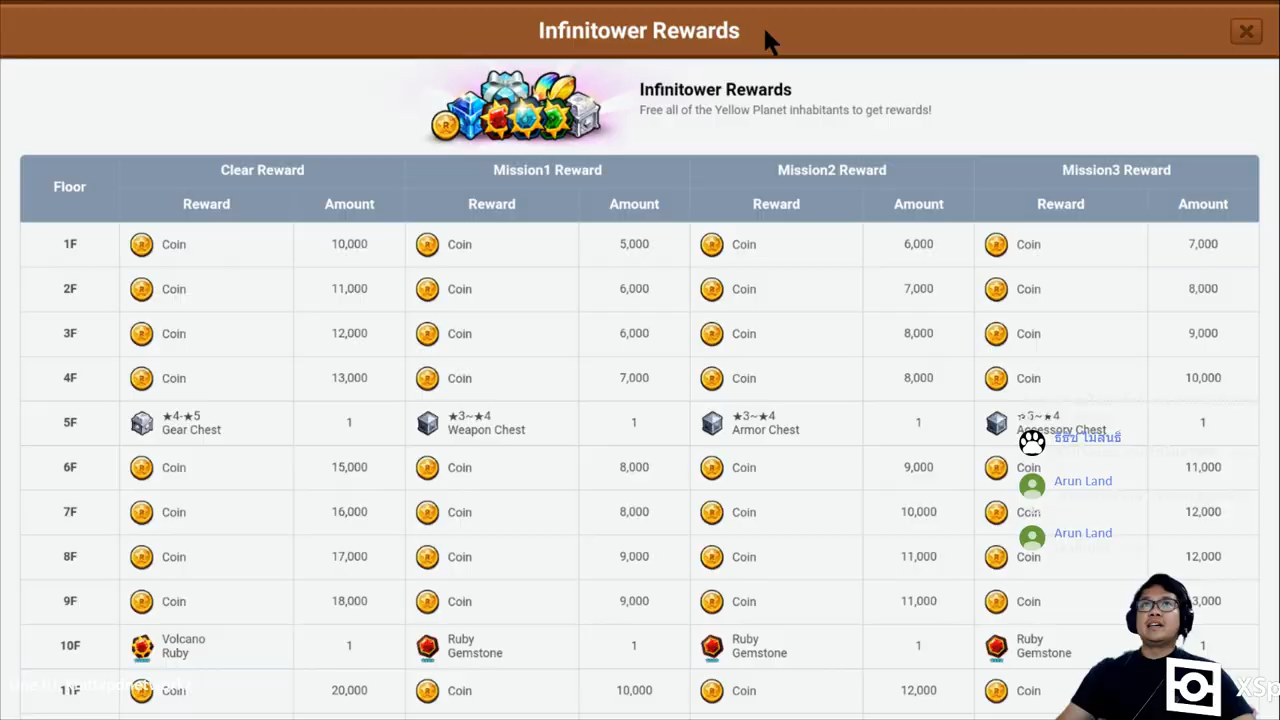 Infinitower Rewards
Infinitower Rewards
Free all of the Yellow Planet inhabitants to get rewards!
Floor Clear Reward Mission1 Reward Mission2 Reward Mission3 Reward
Reward Amount Reward Amount Reward Amount Reward Amount
1F Coin 10,000 Coin 5,000 Coin 6,000 Coin 7,000
2F Coin 11,000 Coin 6,000 Coin 7,000 Coin 8,000
3F Coin 12,000 Coin 6,000 Coin 8,000 Coin 9,000
4F Coin 13,000 Coin 7,000 Coin 8,000 Coin 10,000
5F ★4-★5 Gear Chest 1 ★3~★4 Weapon Chest 1 ★3~★4 Armor Chest 1 ★3~★4 Accessory Chest 1
6F Coin 15,000 Coin 8,000 Coin 9,000 Coin 11,000
Arun Land
7F Coin 16,000 Coin 8,000 Coin 10,000 Coin 12,000
Arun Land
8F Coin 17,000 Coin 9,000 Coin 11,000 Coin 12,000
9F Coin 18,000 Coin 9,000 Coin 11,000 Coin 3,000
10F Volcano Ruby 1 Ruby Gemstone 1 Ruby Gemstone 1 Ruby Gemstone 1
11F Coin 20,000 Coin 10,000 Coin 12,000 Coin
XSp